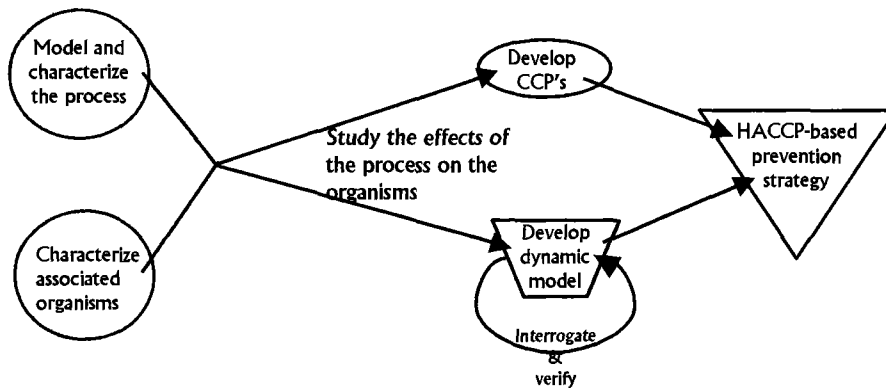 Model and
characterize
the process
Develop
CCP's
HACCP-based
prevention
strategy
Study the effects of
the process on the
organisms
Characterize
associated
organisms
Develop
dynamic
model
Interrogate
&
verify